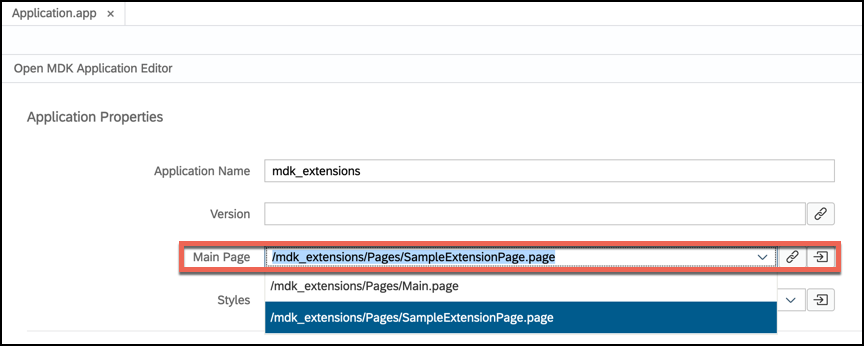 Application.app ×
Open MDK Application Editor
Application Properties
Application Name mdk_extensions
Version
Main Page /mdk_extensions/Pages/SampleExtensionPage.page
/mdk_extensions/Pages/Main.page
Styles
/mdk_extensions/Pages/SampleExtensionPage.page